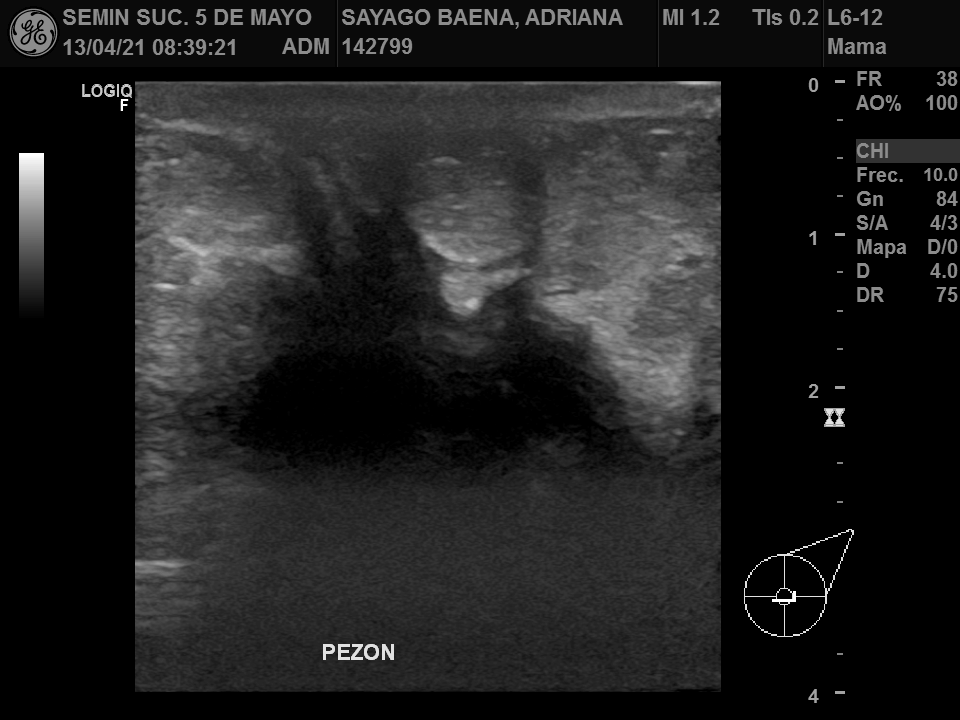 SEMIN SUC. 5 DE MAYO
13/04/21 08:39:21 ADM
SAYAGO BAENA, ADRIANA
142799
MI 1.2 TIs 0.2
L6-12
Mama
LOGIQ
F
FR 38
AO% 100
CHI
Frec. 10.0
Gn 84
S/A 4/3
Mapa D/0
D 4.0
DR 75
0
1
2
4
PEZON